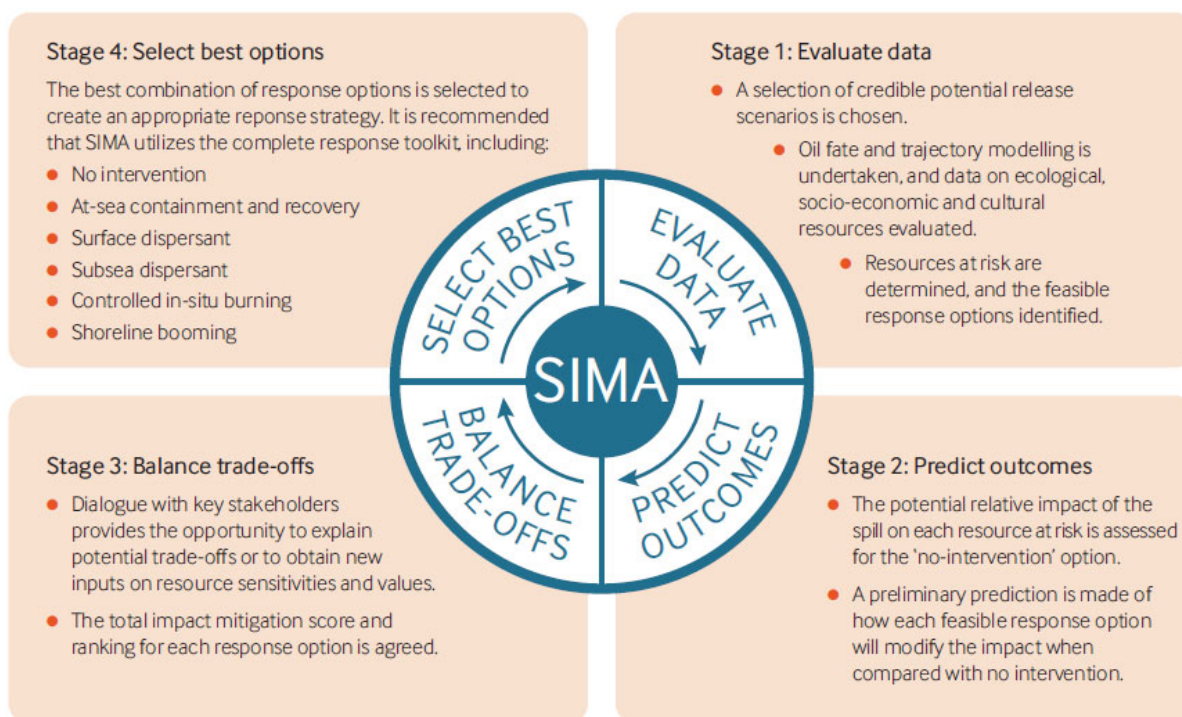 Stage 4: Select best options
The best combination of response options is selected to
create an appropriate reponse strategy. It is recommended
that SIMA utilizes the complete response toolkit, including:
● No intervention
● At-sea containment and recovery
● Surface dispersant
● Subsea dispersant
● Controlled in-situ burning
● Shoreline booming
Stage 1: Evaluate data
● A selection of credible potential release
scenarios is chosen.
● Oil fate and trajectory modelling is
undertaken, and data on ecological,
socio-economic and cultural
resources evaluated.
● Resources at risk are
determined, and the feasible
response options identified.
SELECT BEST
OPTIONS
EVALUATE
DATA
SIMA
BALANCE
TRADE-OFFS
PREDICT
OUTCOMES
Stage 3: Balance trade-offs
● Dialogue with key stakeholders
provides the opportunity to explain
potential trade-offs or to obtain new
inputs on resource sensitivities and values.
● The total impact mitigation score and
ranking for each response option is agreed.
Stage 2: Predict outcomes
● The potential relative impact of the
spill on each resource at risk is assessed
for the 'no-intervention' option.
● A preliminary prediction is made of
how each feasible response option
will modify the impact when
compared with no intervention.